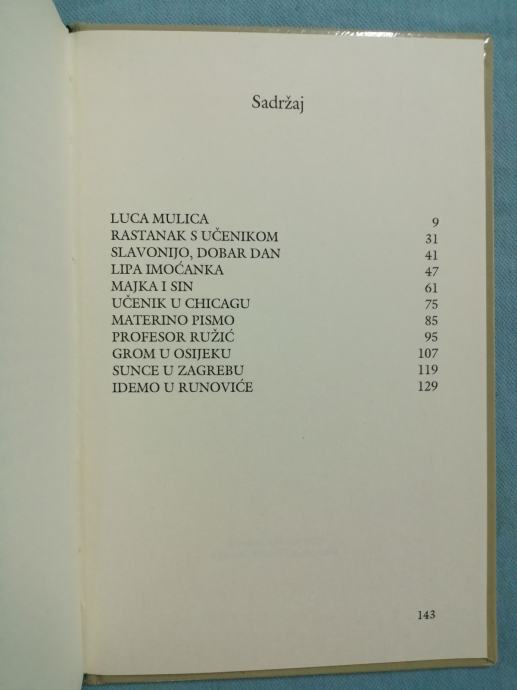 Sadržaj
LUCA MULICA 9
RASTANAK S UČENIKOM 31
SLAVONIJO, DOBAR DAN 41
LIPA IMOĆANKA 47
MAJKA I SIN 61
UČENIK U CHICAGU 75
MATERINO PISMO 85
PROFESOR RUŽIĆ 95
GROM U OSIJEKU 107
SUNCE U ZAGREBU 119
IDEMO U RUNOVIĆE 129
143